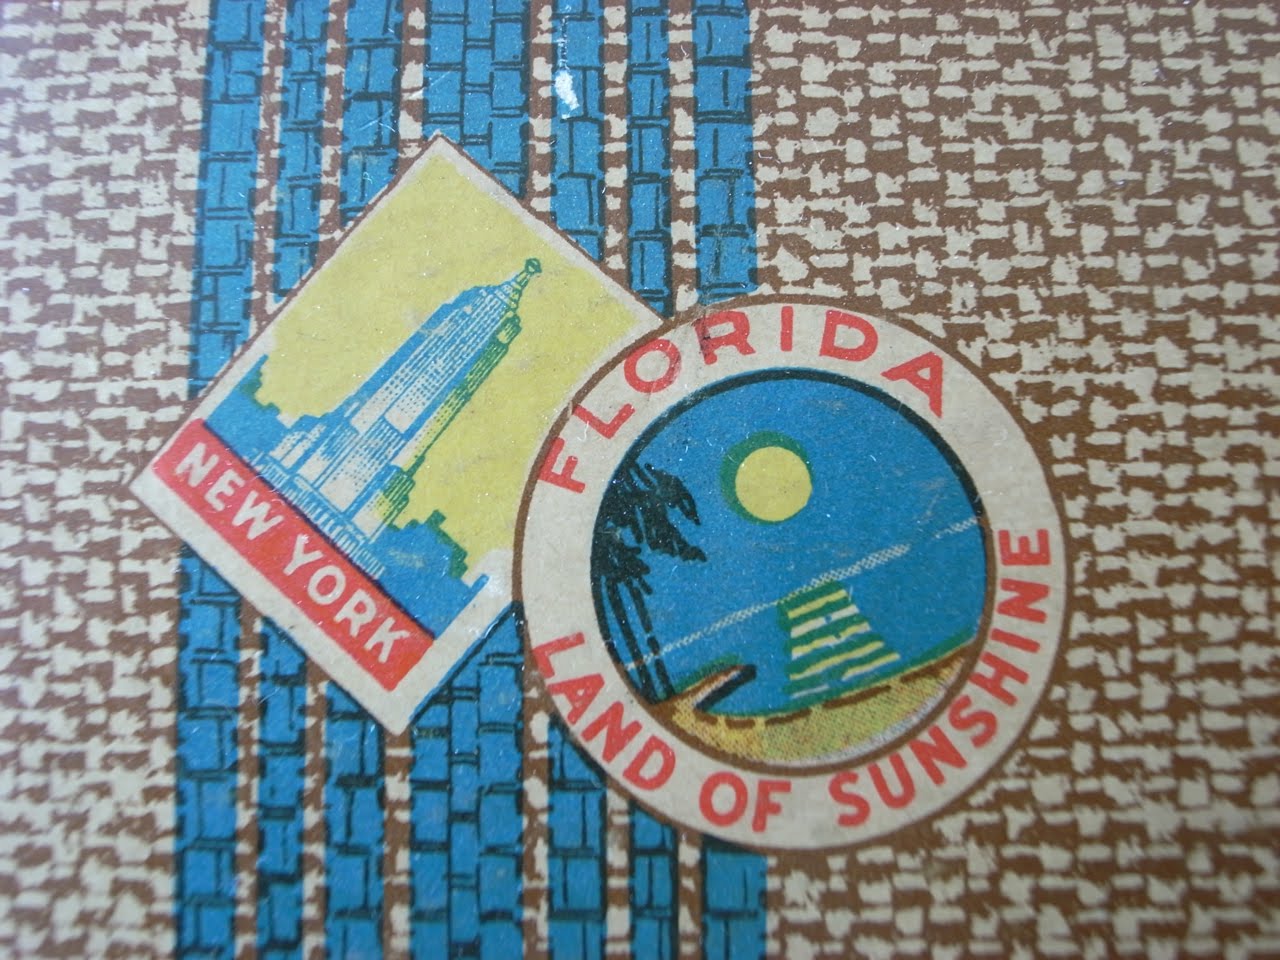 NEW YORK
FLORIDA
LAND OF SUNSHINE